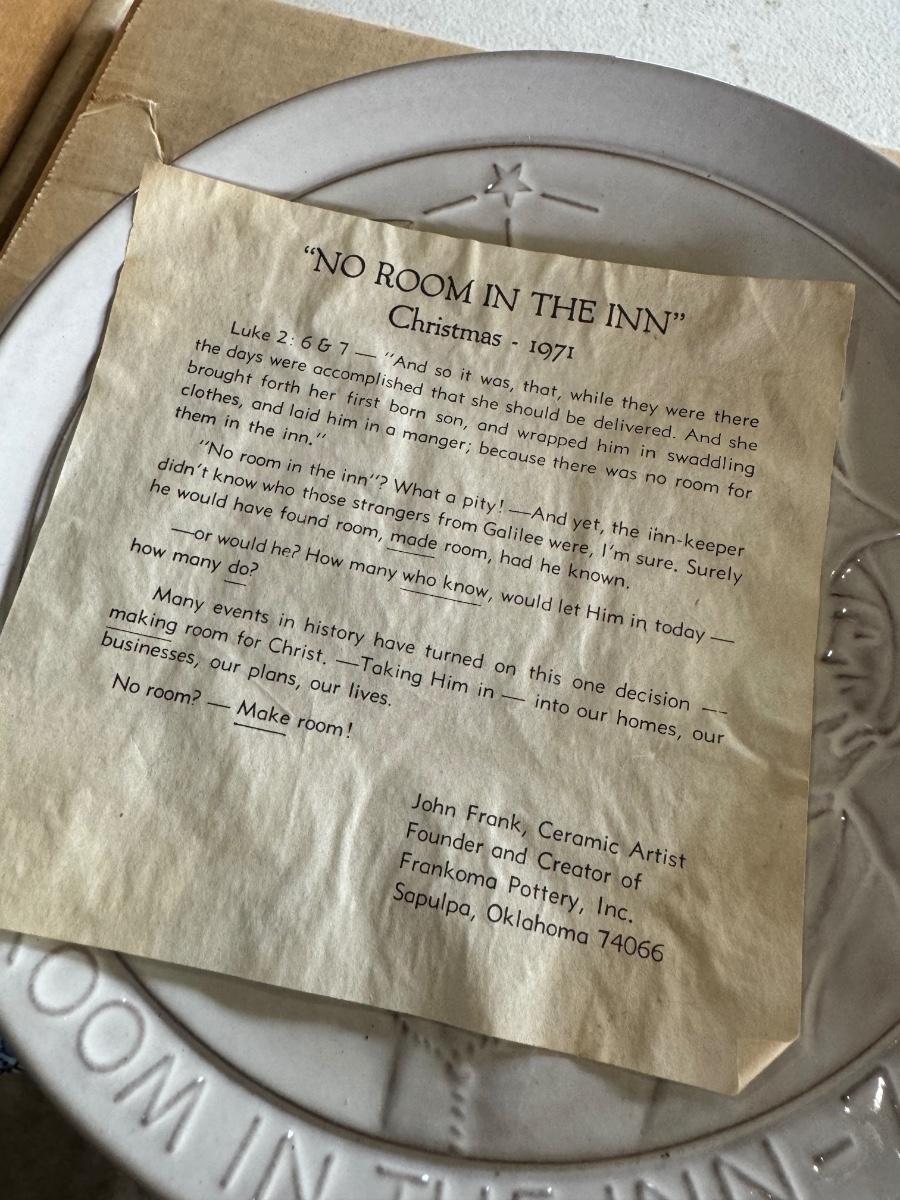 “NO ROOM IN THE INN”
Christmas - 1971
Luke 2: 6 & 7 — “And so it was, that, while they were there
the days were accomplished that she should be delivered. And she
brought forth her first born son, and wrapped him in swaddling
clothes, and laid him in a manger; because there was no room for
them in the inn.”
“No room in the inn”? What a pity! —And yet, the inn-keeper
didn’t know who those strangers from Galilee were, I’m sure. Surely
he would have found room, made room, had he known.
—or would he? How many who know, would let Him in today —
how many do?
Many events in history have turned on this one decision —-
making room for Christ. —Taking Him in — into our homes, our
businesses, our plans, our lives.
No room? — Make room!
John Frank, Ceramic Artist
Founder and Creator of
Frankoma Pottery, Inc.
Sapulpa, Oklahoma 74066
OOM IN THE INN -